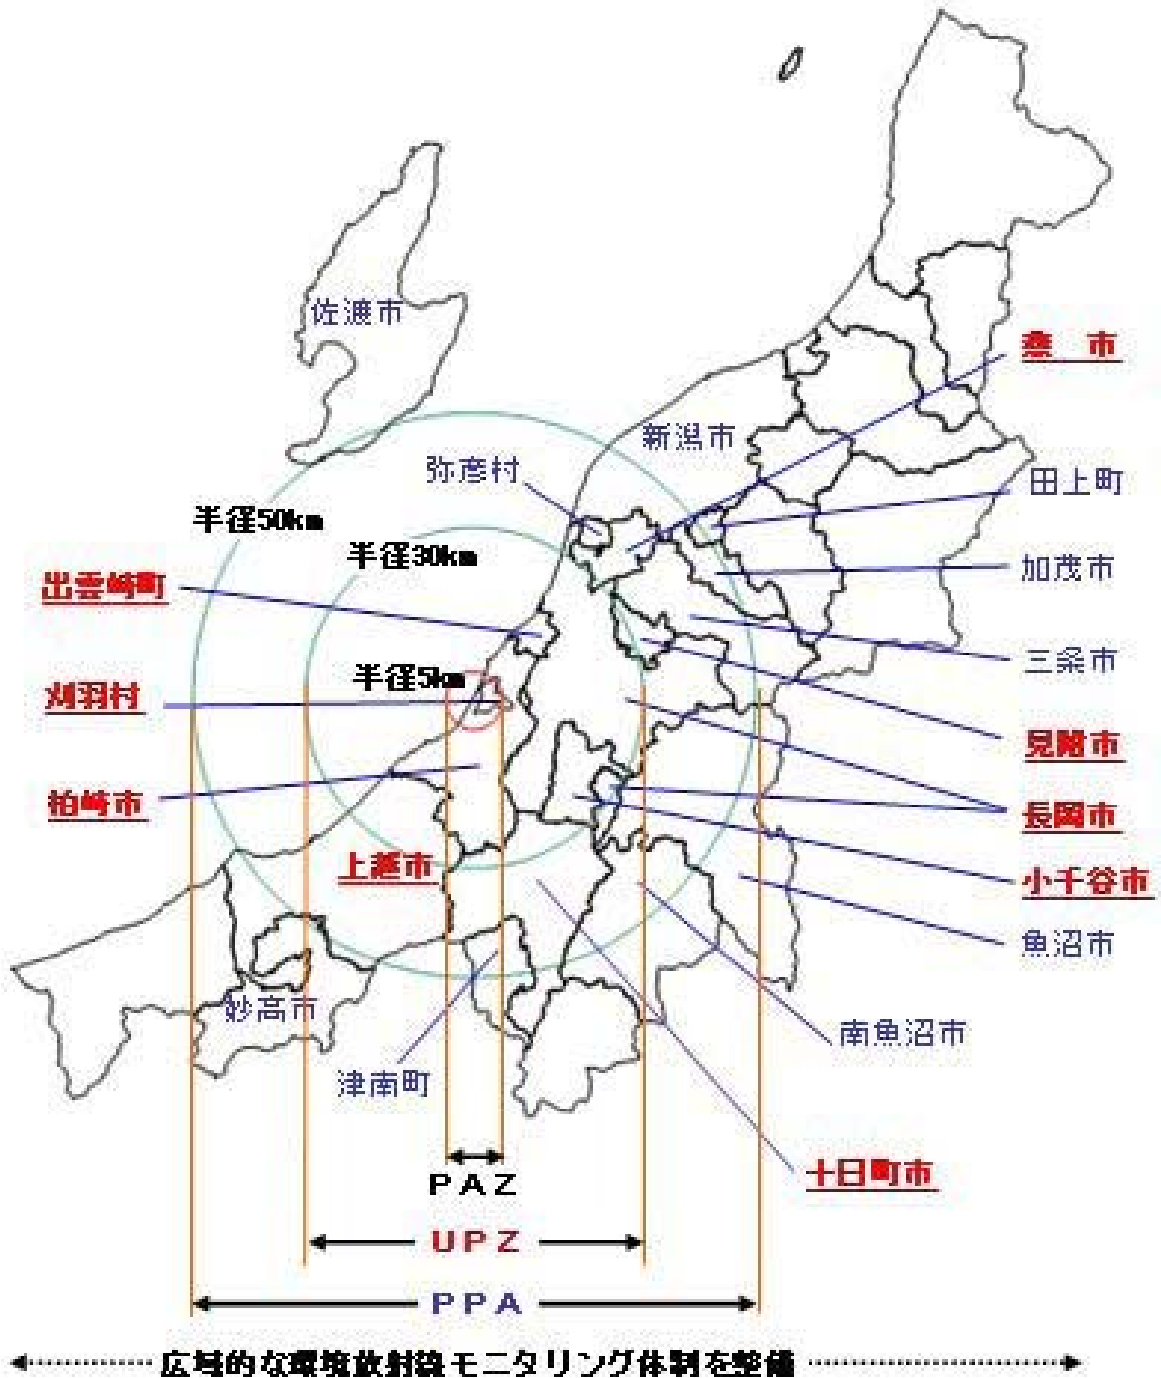 佐渡市
燕 市
新潟市
弥彦村
田上町
半径50km
半径30km
加茂市
出雲崎町
三条市
半径5km
刈羽村
見附市
柏崎市
長岡市
上越市
小千谷市
魚沼市
妙高市
南魚沼市
津南町
十日町市
PAZ
UPZ
PPA
広域的な環境放射線モニタリング体制を整備